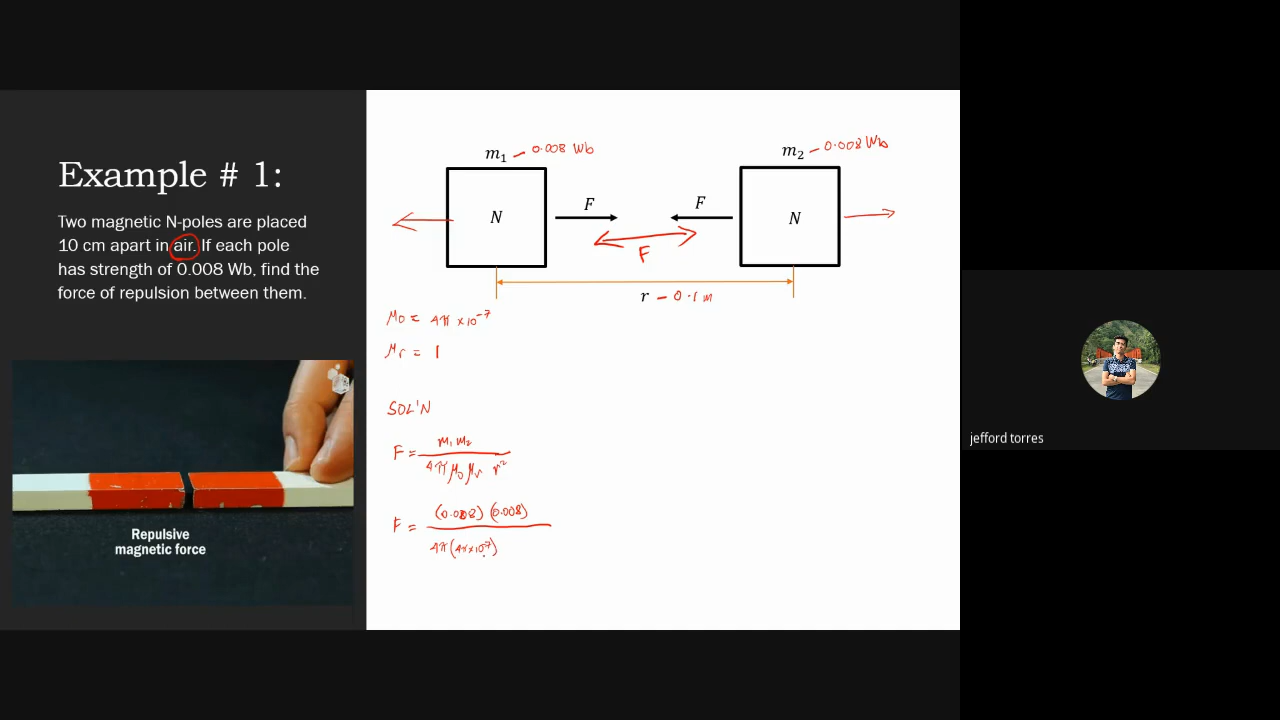 Example # 1:
Two magnetic N-poles are placed
10 cm apart in air. If each pole
has strength of 0.008 Wb, find the
force of repulsion between them.
Repulsive
magnetic force
m₁ – 0.008 Wb
m₂ – 0.008 Wb
N
F
F
N
F
r – 0.1 m
μ₀ = 4π × 10⁻⁷
μr = 1
SOL'N
F = m₁ m₂ / 4π μ₀ μr r²
F = (0.008) (0.008) / 4π (4π×10⁻⁷)
jefford torres